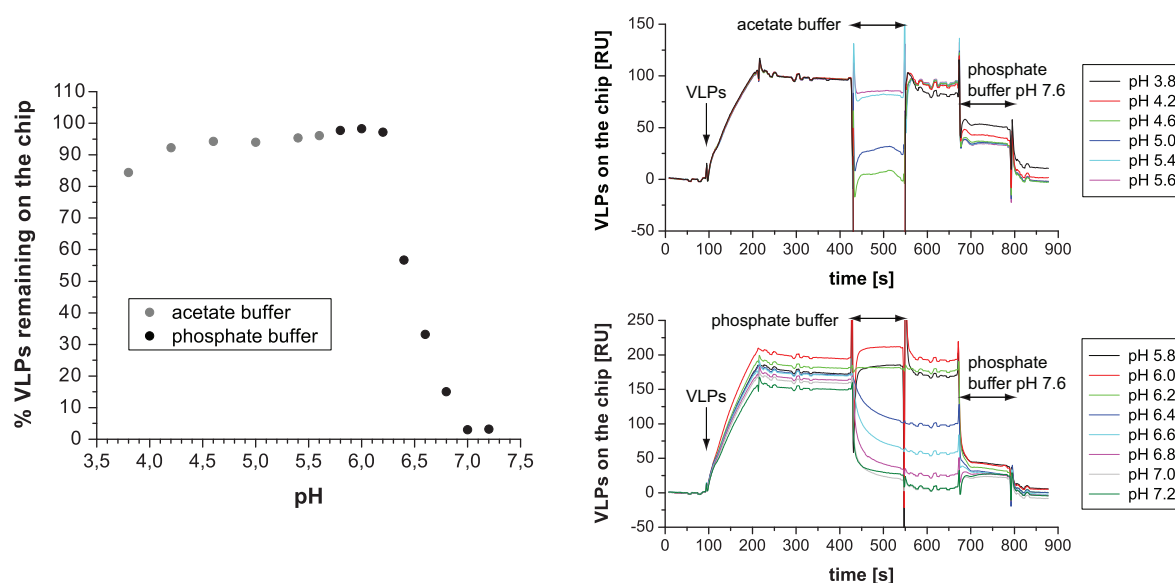 % VLPs remaining on the chip
110
100
90
80
70
60
50
40
30
20
10
0
3,5 4,0 4,5 5,0 5,5 6,0 6,5 7,0 7,5
pH
acetate buffer
phosphate buffer
VLPs on the chip [RU]
150
100
50
0
-50
acetate buffer
VLPs
phosphate
buffer pH 7.6
0 100 200 300 400 500 600 700 800 900
time [s]
pH 3.8
pH 4.2
pH 4.6
pH 5.0
pH 5.4
pH 5.6
VLPs on the chip [RU]
250
200
150
100
50
0
-50
phosphate buffer
VLPs
phosphate
buffer pH 7.6
0 100 200 300 400 500 600 700 800 900
time [s]
pH 5.8
pH 6.0
pH 6.2
pH 6.4
pH 6.6
pH 6.8
pH 7.0
pH 7.2